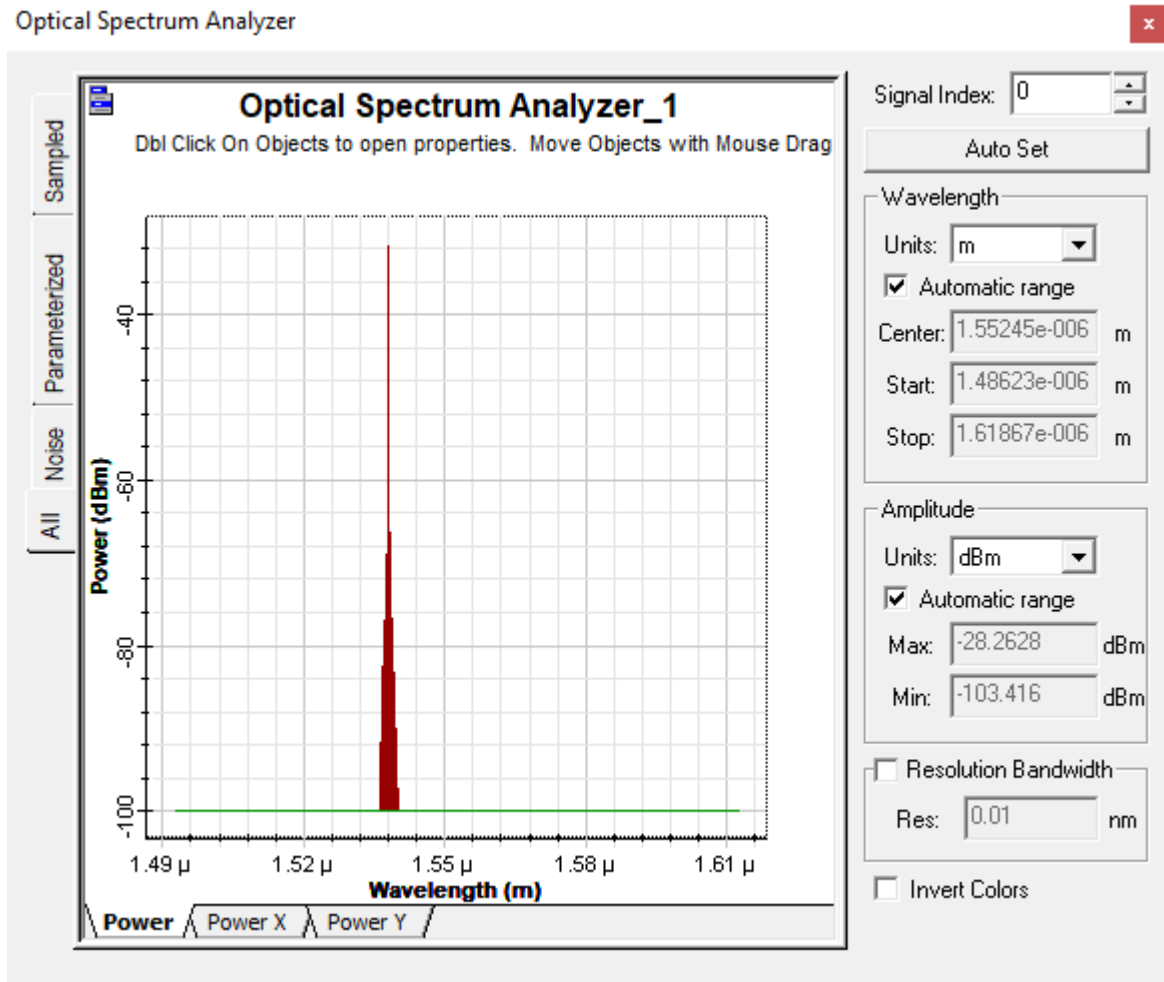 Optical Spectrum Analyzer
x
Sampled
Parameterized
Noise
All
Optical Spectrum Analyzer_1
Dbl Click On Objects to open properties. Move Objects with Mouse Drag
Power (dBm)
-40
-60
-80
-100
1.49 µ
1.52 µ
1.55 µ
1.58 µ
1.61 µ
Wavelength (m)
Power
Power X
Power Y
Signal Index: 0
Auto Set
Wavelength
Units: m
Automatic range
Center: 1.55245e-006 m
Start: 1.48623e-006 m
Stop: 1.61867e-006 m
Amplitude
Units: dBm
Automatic range
Max: -28.2628 dBm
Min: -103.416 dBm
Resolution Bandwidth
Res: 0.01 nm
Invert Colors